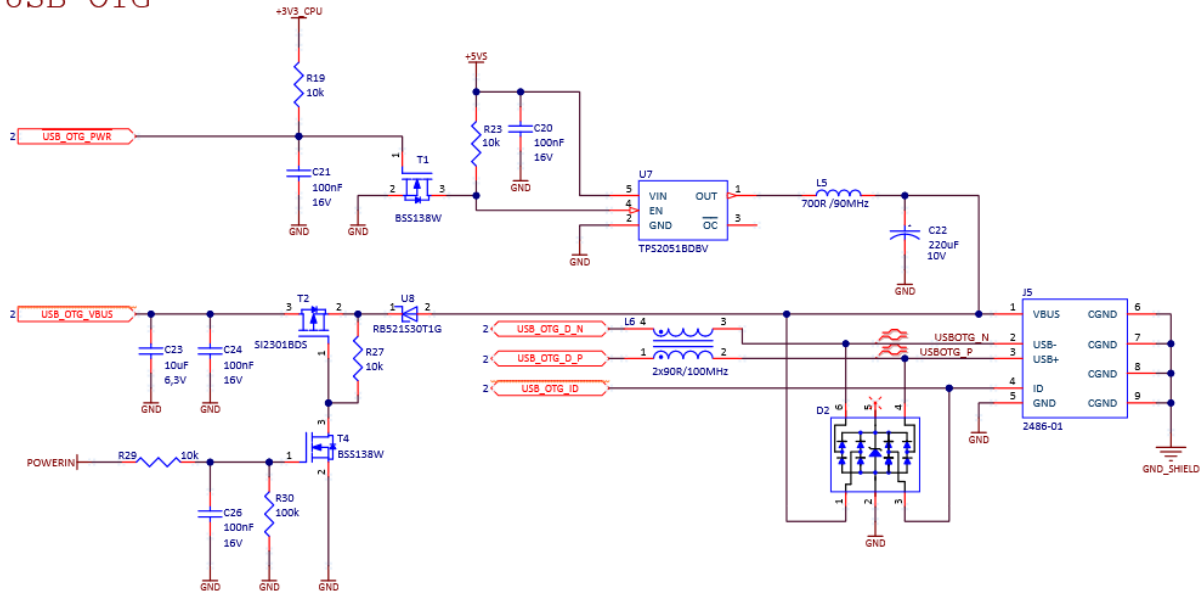 USB OTG
+3V3_CPU
R19
10k
2
USB_OTG_PWR
C21
100nF
16V
GND
1
T1
2
3
BSS138W
GND
+5VS
R23
10k
C20
100nF
16V
GND
U7
5
VIN
OUT
1
4
EN
2
GND
OC
3
TPS2051BDBV
GND
L5
700R /90MHz
C22
220uF
10V
GND
2
USB_OTG_VBUS
C23
10uF
6,3V
GND
C24
100nF
16V
GND
T2
3
2
SI2301BDS
1
U8
1
2
RB521S30T1G
R27
10k
3
T4
BSS138W
1
2
GND
POWERIN
R29
10k
C26
100nF
16V
GND
R30
100k
GND
2
USB_OTG_D_N
L6
4
3
2
USB_OTG_D_P
1
2
2x90R/100MHz
2
USB_OTG_ID
USBOTG_N
USBOTG_P
D2
6
5
4
1
2
3
GND
J5
1
VBUS
CGND
6
2
USB-
CGND
7
3
USB+
CGND
8
4
ID
5
GND
CGND
9
2486-01
GND
GND_SHIELD